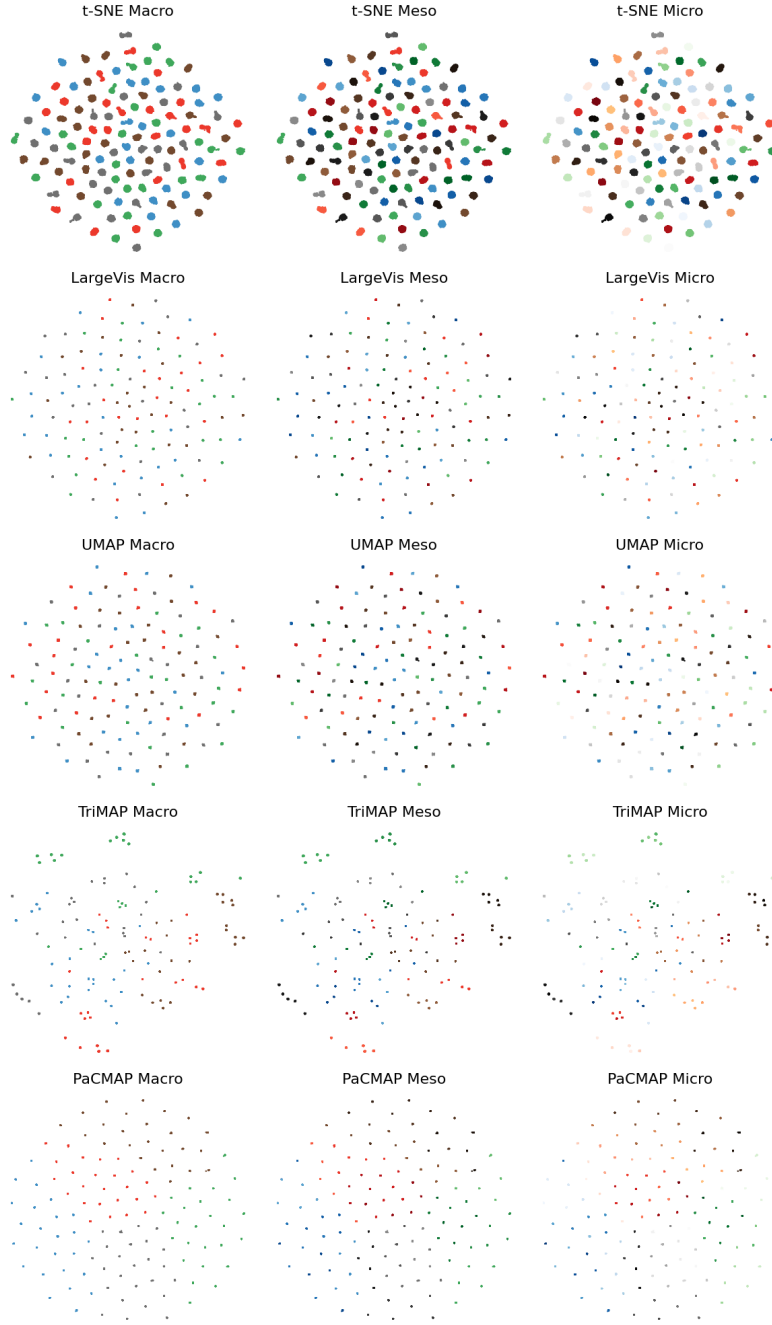 t-SNE Macro
t-SNE Meso
t-SNE Micro
LargeVis Macro
LargeVis Meso
LargeVis Micro
UMAP Macro
UMAP Meso
UMAP Micro
TriMAP Macro
TriMAP Meso
TriMAP Micro
PaCMAP Macro
PaCMAP Meso
PaCMAP Micro